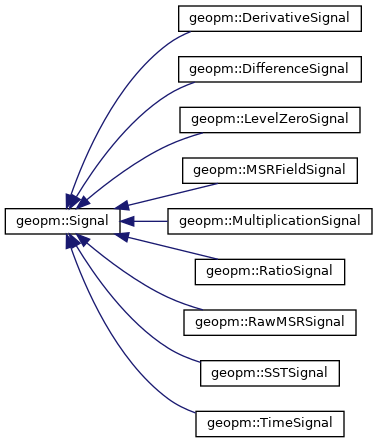 geopm::DerivativeSignal
geopm::DifferenceSignal
geopm::LevelZeroSignal
geopm::MSRFieldSignal
geopm::Signal
geopm::MultiplicationSignal
geopm::RatioSignal
geopm::RawMSRSignal
geopm::SSTSignal
geopm::TimeSignal